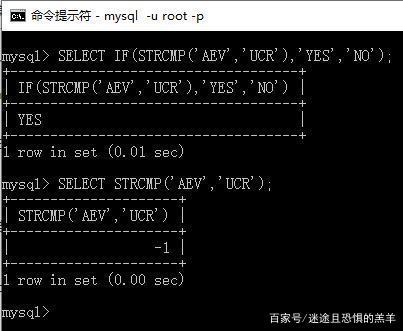 命令提示符 - mysql -u root -p
mysql> SELECT IF(STRCMP('AEV','UCR'),'YES','NO');
+------------------------------------+
| IF(STRCMP('AEV','UCR'),'YES','NO') |
+------------------------------------+
| YES                                |
+------------------------------------+
1 row in set (0.01 sec)
mysql> SELECT STRCMP('AEV','UCR');
+---------------------+
| STRCMP('AEV','UCR') |
+---------------------+
|                  -1 |
+---------------------+
1 row in set (0.00 sec)
mysql>
百家号/迷途且恐惧的羔羊